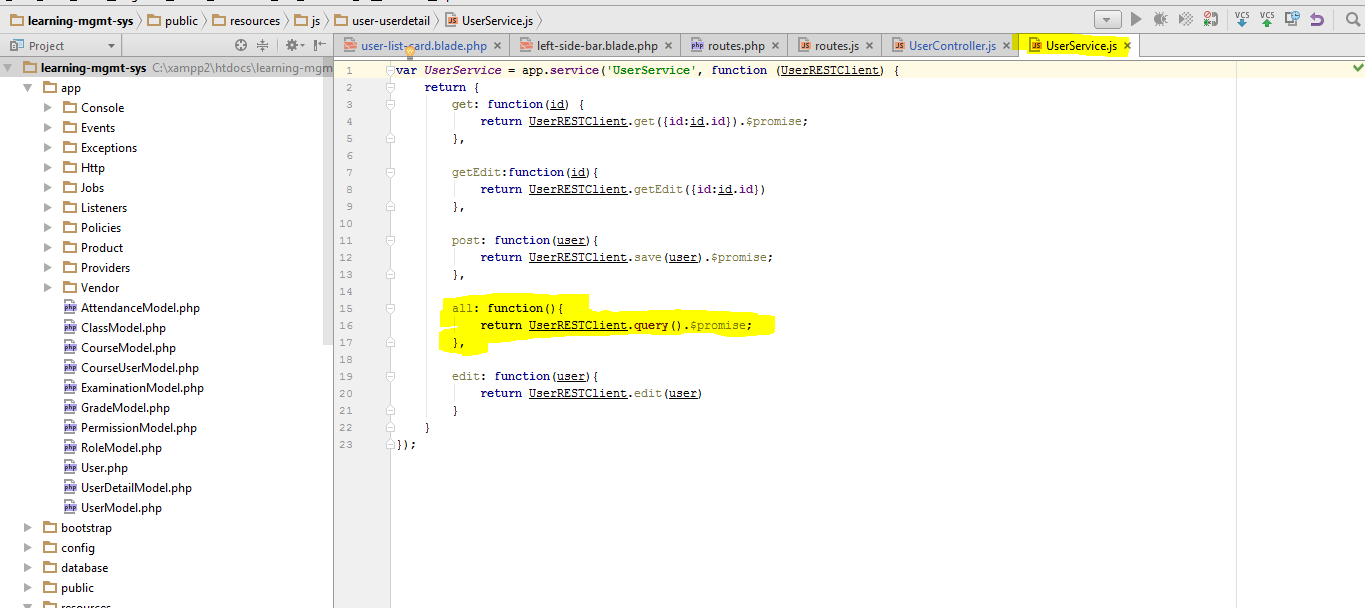 learning-mgmt-sys public resources js user-userdetail UserService.js
Project
user-list-card.blade.php left-side-bar.blade.php routes.php routes.js UserController.js UserService.js
learning-mgmt-sys C:\xampp2\htdocs\learning-mgm
app
Console
Events
Exceptions
Http
Jobs
Listeners
Policies
Product
Providers
Vendor
AttendanceModel.php
ClassModel.php
CourseModel.php
CourseUserModel.php
ExaminationModel.php
GradeModel.php
PermissionModel.php
RoleModel.php
User.php
UserDetailModel.php
UserModel.php
bootstrap
config
database
public
resources
VCS VCS
1 var UserService = app.service('UserService', function (UserRESTClient) {
2 return {
3 get: function(id) {
4 return UserRESTClient.get({id:id.id}).$promise;
5 },
6
7 getEdit:function(id){
8 return UserRESTClient.getEdit({id:id.id})
9 },
10
11 post: function(user){
12 return UserRESTClient.save(user).$promise;
13 },
14
15 all: function(){
16 return UserRESTClient.query().$promise;
17 },
18
19 edit: function(user){
20 return UserRESTClient.edit(user)
21 }
22 }
23 });